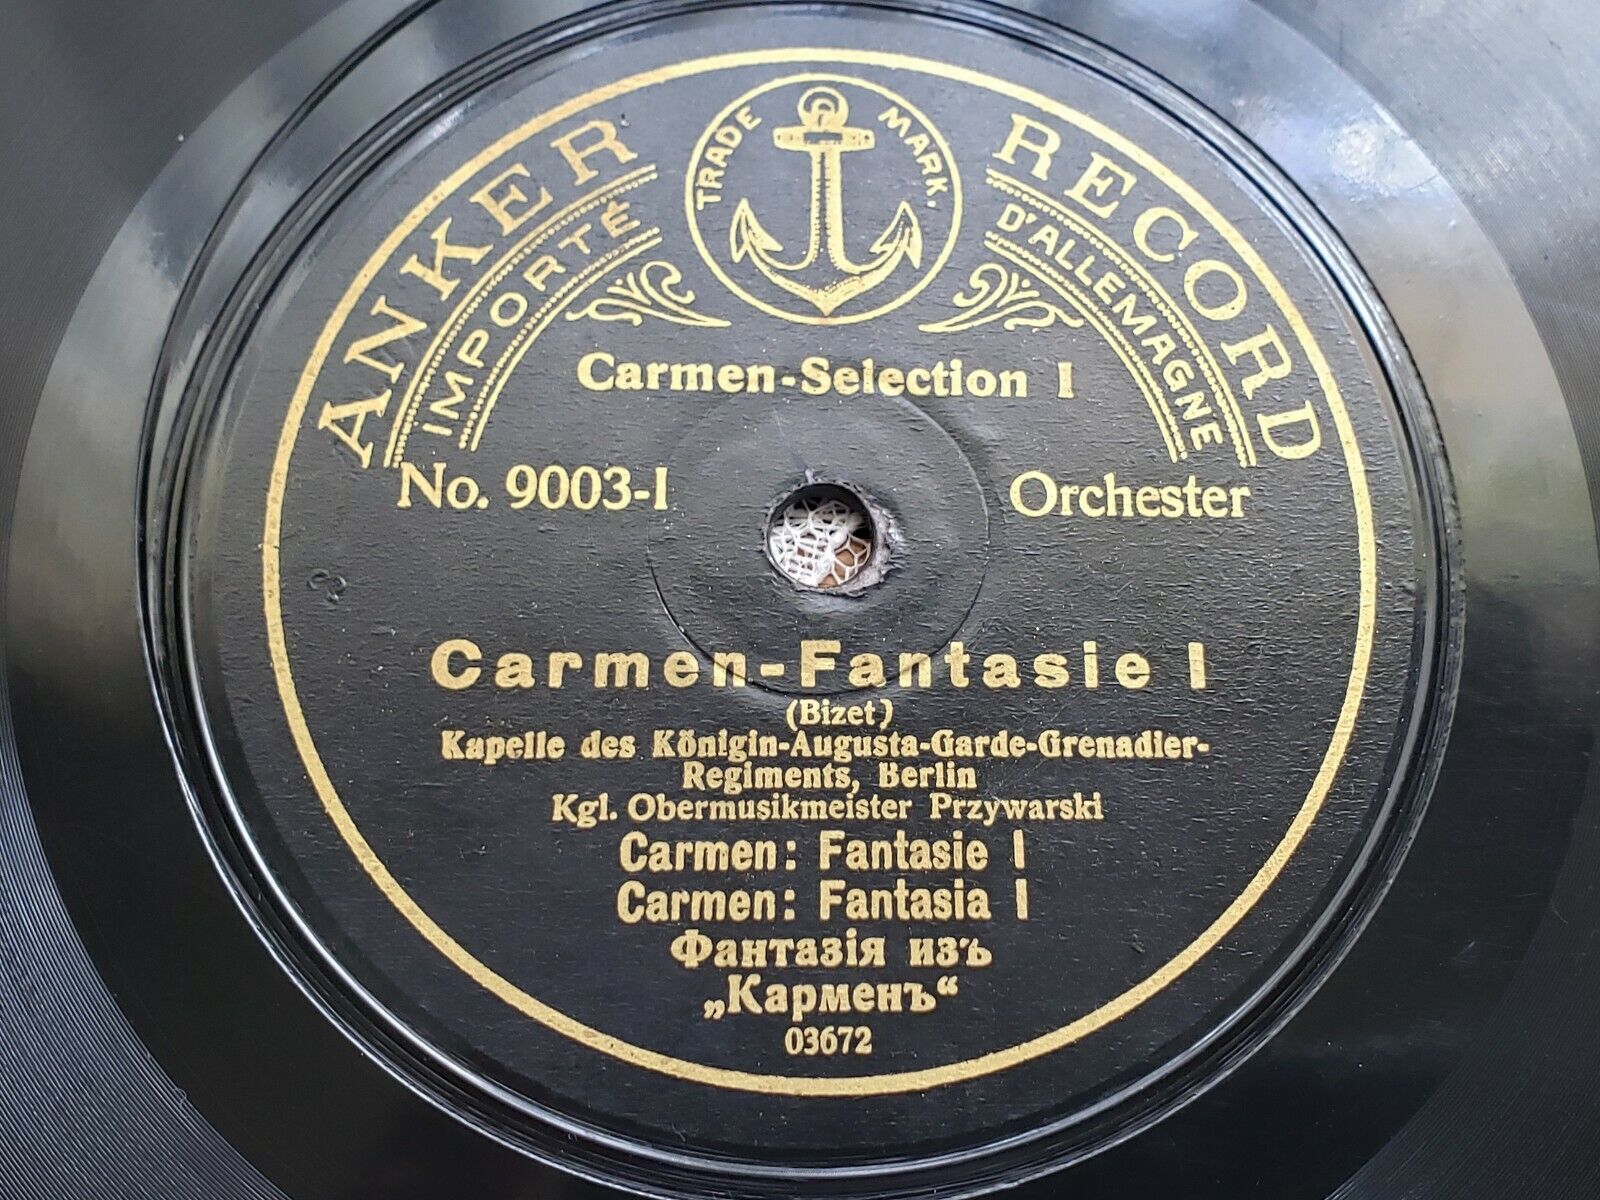 ANKER RECORD
TRADE MARK.
IMPORTÉ D'ALLEMAGNE
Carmen-Selection I
No. 9003-I Orchester
Carmen-Fantasie I
(Bizet)
Kapelle des Königin-Augusta-Garde-Grenadier-
Regiments, Berlin
Kgl. Obermusikmeister Przywarski
Carmen: Fantasie I
Carmen: Fantasia I
Фантазія изъ
„Карменъ“
03672